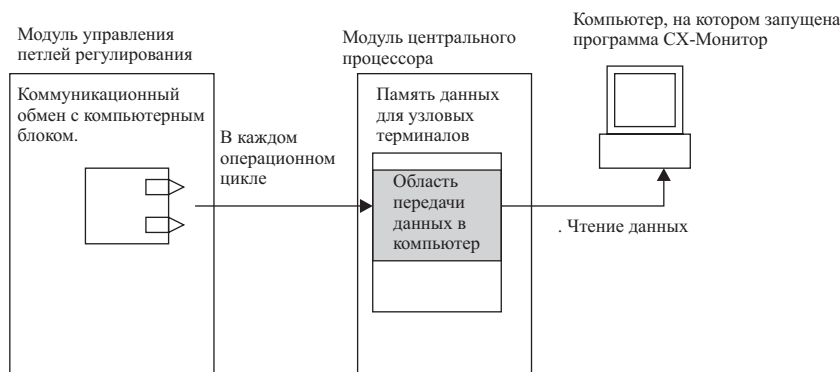 Модуль управления
петлей регулирования
Коммуникационный
обмен с компьютерным
блоком.
В каждом
операционном
цикле
Модуль центрального
процессора
Память данных
для узловых
терминалов
Область
передачи
данных в
компьютер
Компьютер, на котором запущена
программа СХ-Монитор
. Чтение данных